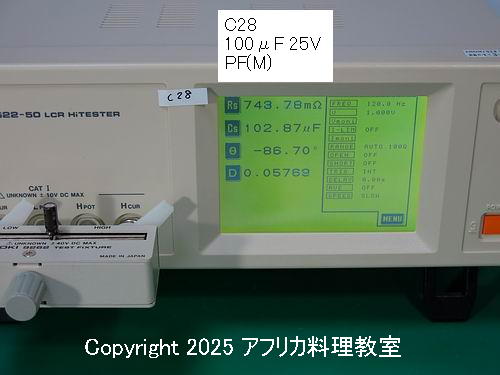 C28
100μF 25V
PF(M)
C28
3522-50 LCR HiTESTER
Rs 743.78mΩ
Cs 102.87μF
θ -86.70°
D 0.05769
FREQ 120.0 Hz
V 1.000V
Vmoni
I-LIM OFF
Imoni
RANGE AUTO 100Ω
OPEN OFF
SHORT OFF
TRIG INT
DELAY 0.00s
AVE OFF
SPEED SLOW
MENU
CAT I
⚠ UNKNOWN ± 10V DC MAX
HPOT
HCUR
LOW
HIGH
⚠ UNKNOWN ± 40V DC MAX
HIOKI 9262 TEST FIXTURE
MADE IN JAPAN
Copyright 2025 アフリカ料理教室